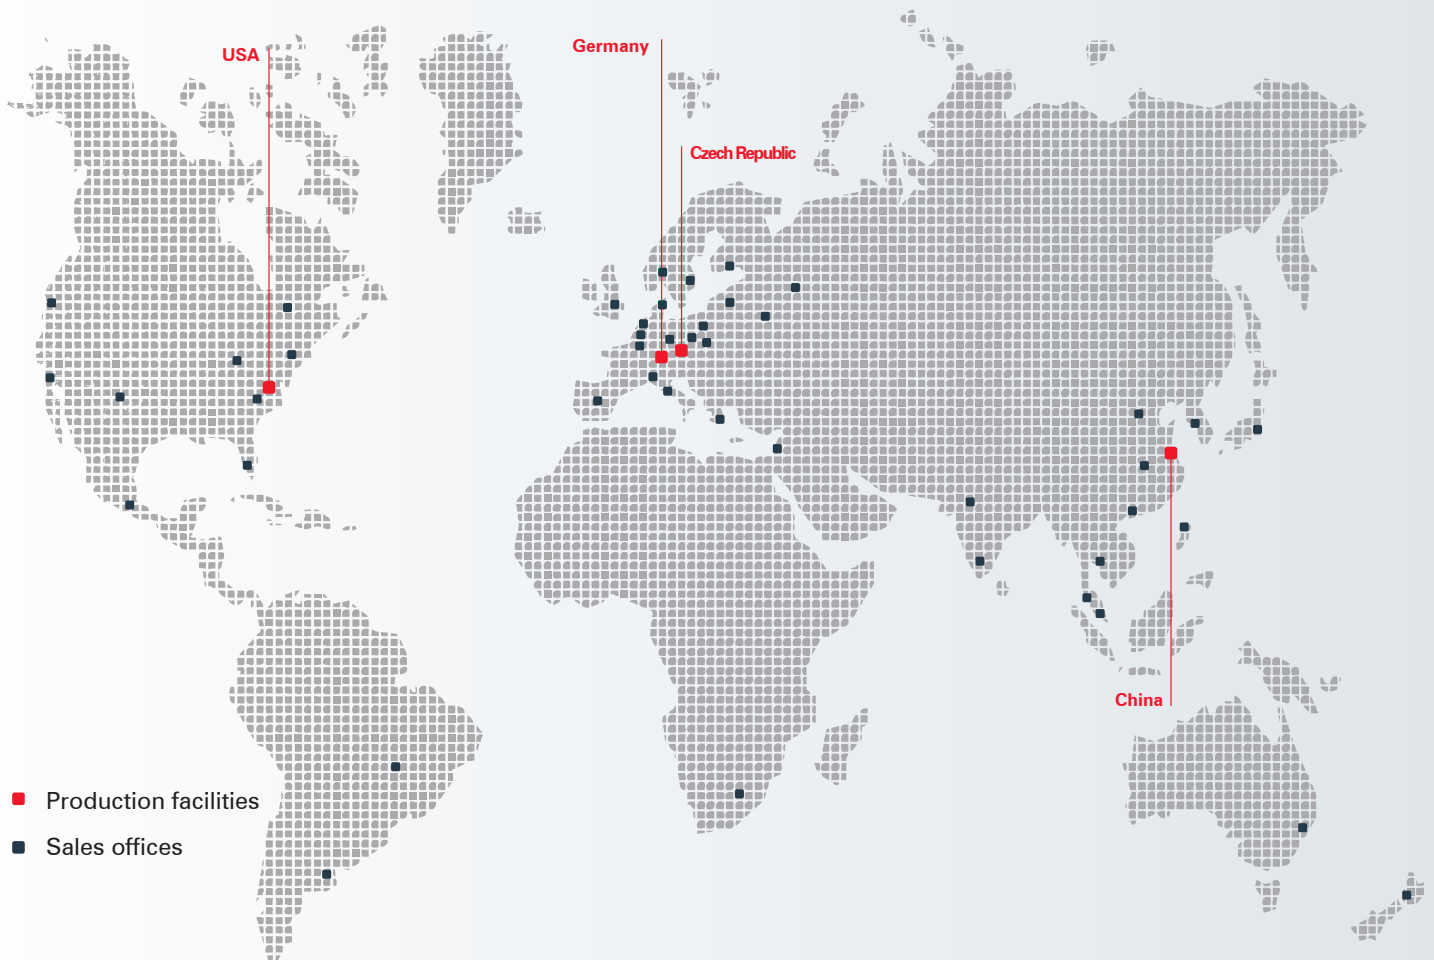 USA
Germany
Czech Republic
China
Production facilities
Sales offices